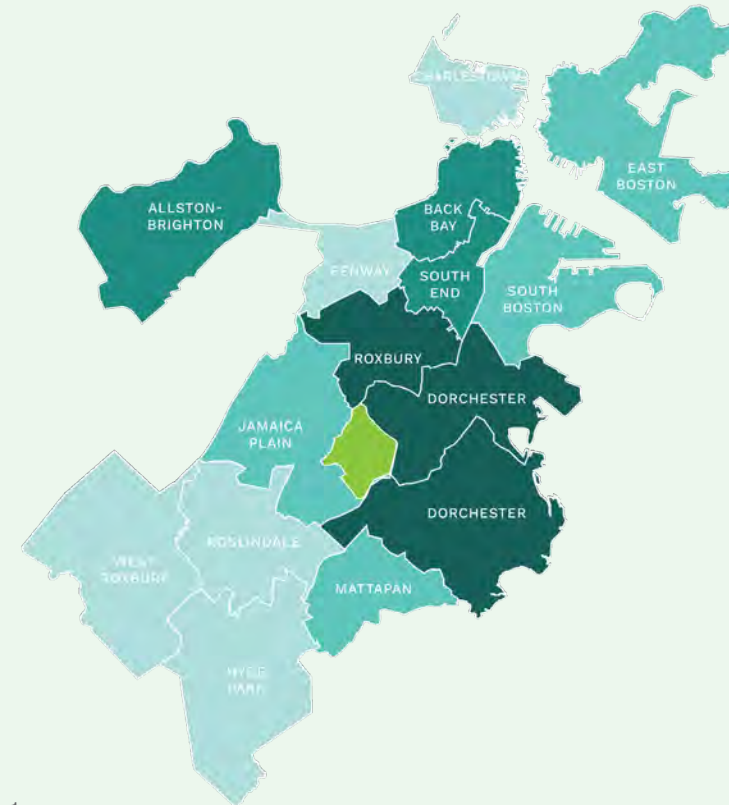 CHARLESTOWN
EAST
BOSTON
ALLSTON-
BRIGHTON
BACK
BAY
FENWAY
SOUTH
END
SOUTH
BOSTON
ROXBURY
DORCHESTER
JAMAICA
PLAIN
DORCHESTER
ROSLINDALE
WEST
ROXBURY
MATTAPAN
HYDE
PARK